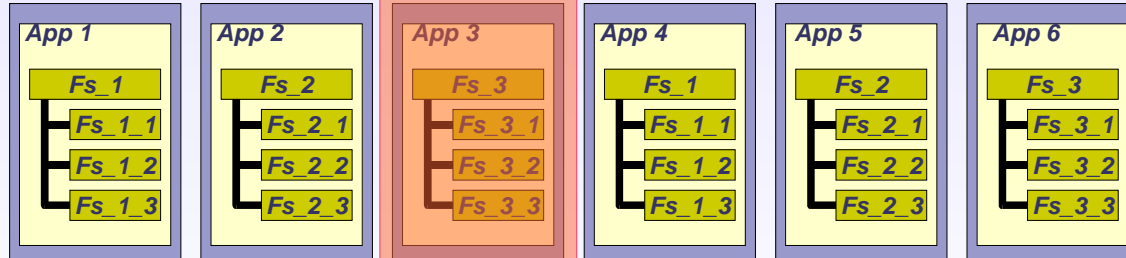 App 1
Fs_1
Fs_1_1
Fs_1_2
Fs_1_3
App 2
Fs_2
Fs_2_1
Fs_2_2
Fs_2_3
App 3
Fs_3
Fs_3_1
Fs_3_2
Fs_3_3
App 4
Fs_1
Fs_1_1
Fs_1_2
Fs_1_3
App 5
Fs_2
Fs_2_1
Fs_2_2
Fs_2_3
App 6
Fs_3
Fs_3_1
Fs_3_2
Fs_3_3